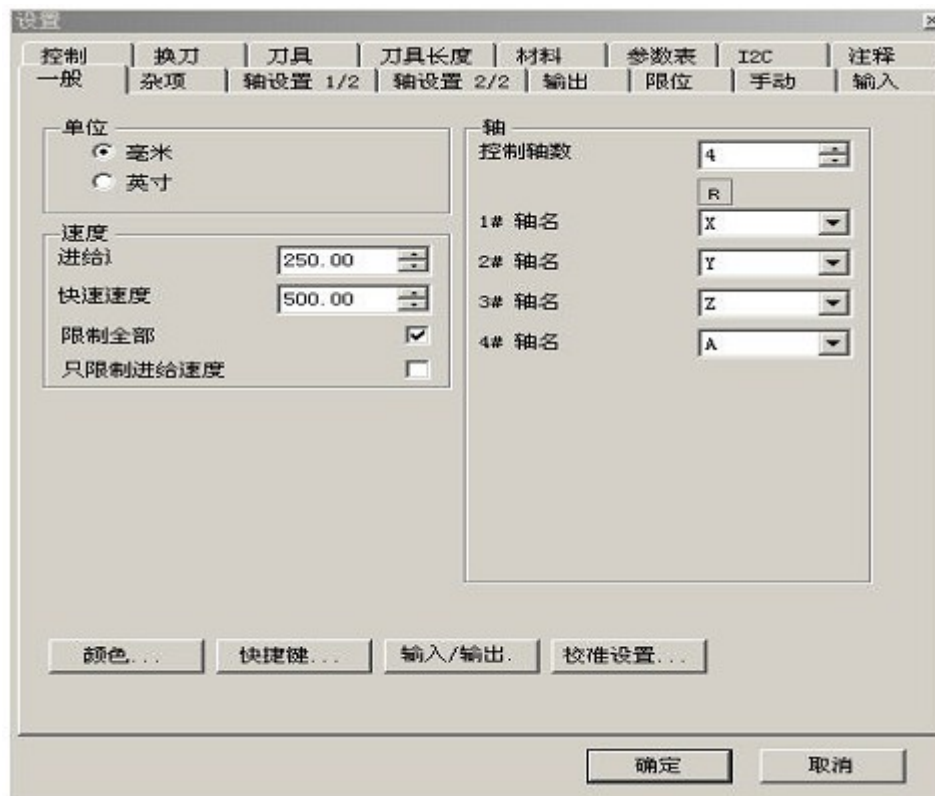 设置
控制 换刀 刀具 刀具长度 材料 参数表 I2C 注释
一般 杂项 轴设置 1/2 轴设置 2/2 输出 限位 手动 输入
单位
毫米
英寸
速度
进给
250.00
快速速度
500.00
限制全部
只限制进给速度
轴
控制轴数
4
R
1# 轴名
X
2# 轴名
Y
3# 轴名
Z
4# 轴名
A
颜色... 快捷键... 输入/输出. 校准设置...
确定 取消